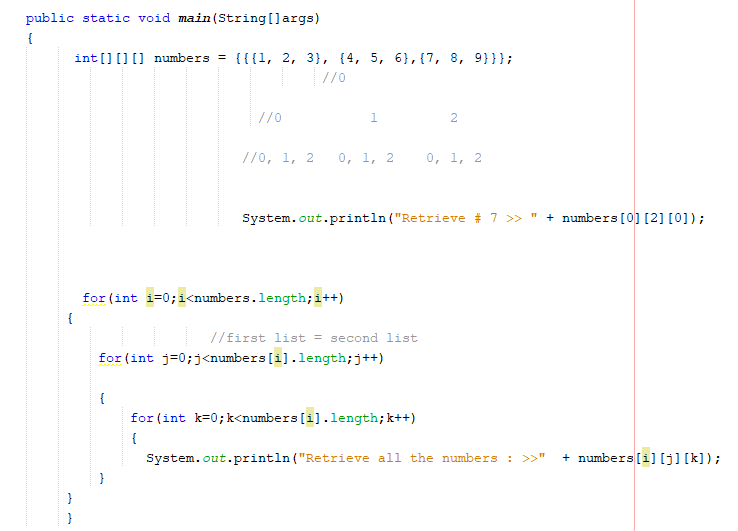 public static void main(String[]args)
{
int[][][] numbers = {{{1, 2, 3}, {4, 5, 6},{7, 8, 9}}};
//0
//0 1 2
//0, 1, 2 0, 1, 2 0, 1, 2
System.out.println("Retrieve # 7 >> " + numbers[0][2][0]);
for(int i=0;i<numbers.length;i++)
{
//first list = second list
for(int j=0;j<numbers[i].length;j++)
{
for(int k=0;k<numbers[i].length;k++)
{
System.out.println("Retrieve all the numbers : >>" + numbers[i][j][k]);
}
}
}